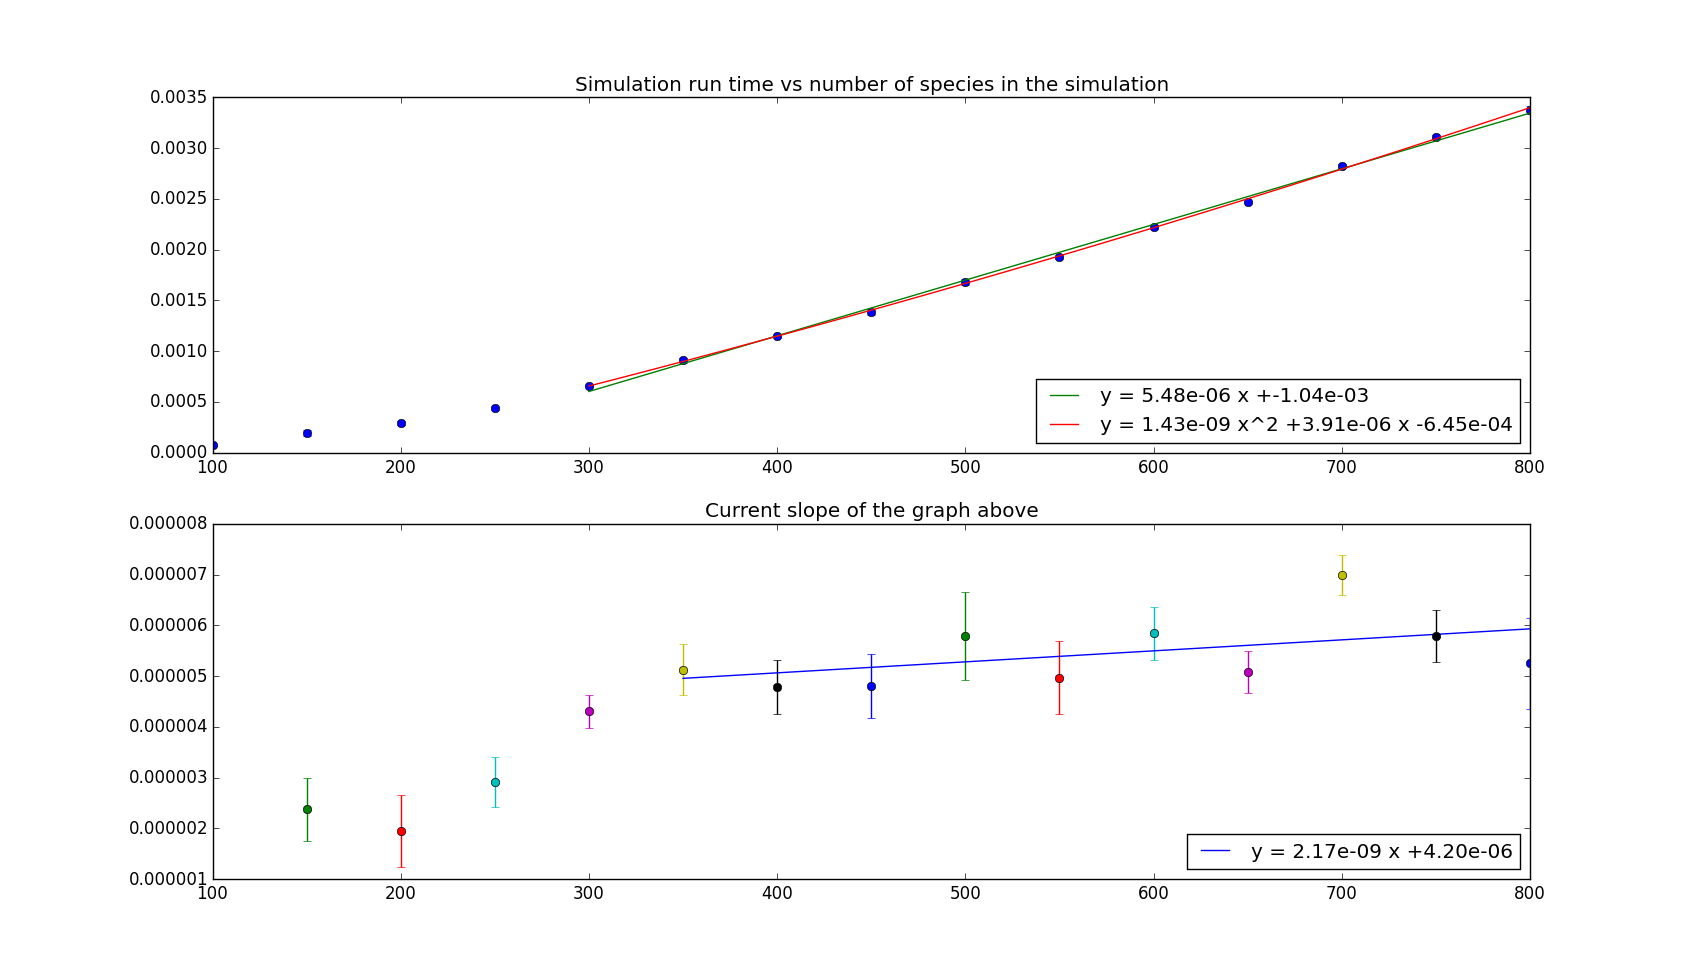 Simulation run time vs number of species in the simulation
0.0035
0.0030
0.0025
0.0020
0.0015
0.0010
0.0005
0.0000
y = 5.48e-06 x +-1.04e-03
y = 1.43e-09 x^2 +3.91e-06 x -6.45e-04
100 200 300 400 500 600 700 800
Current slope of the graph above
0.000008
0.000007
0.000006
0.000005
0.000004
0.000003
0.000002
0.000001
y = 2.17e-09 x +4.20e-06
100 200 300 400 500 600 700 800